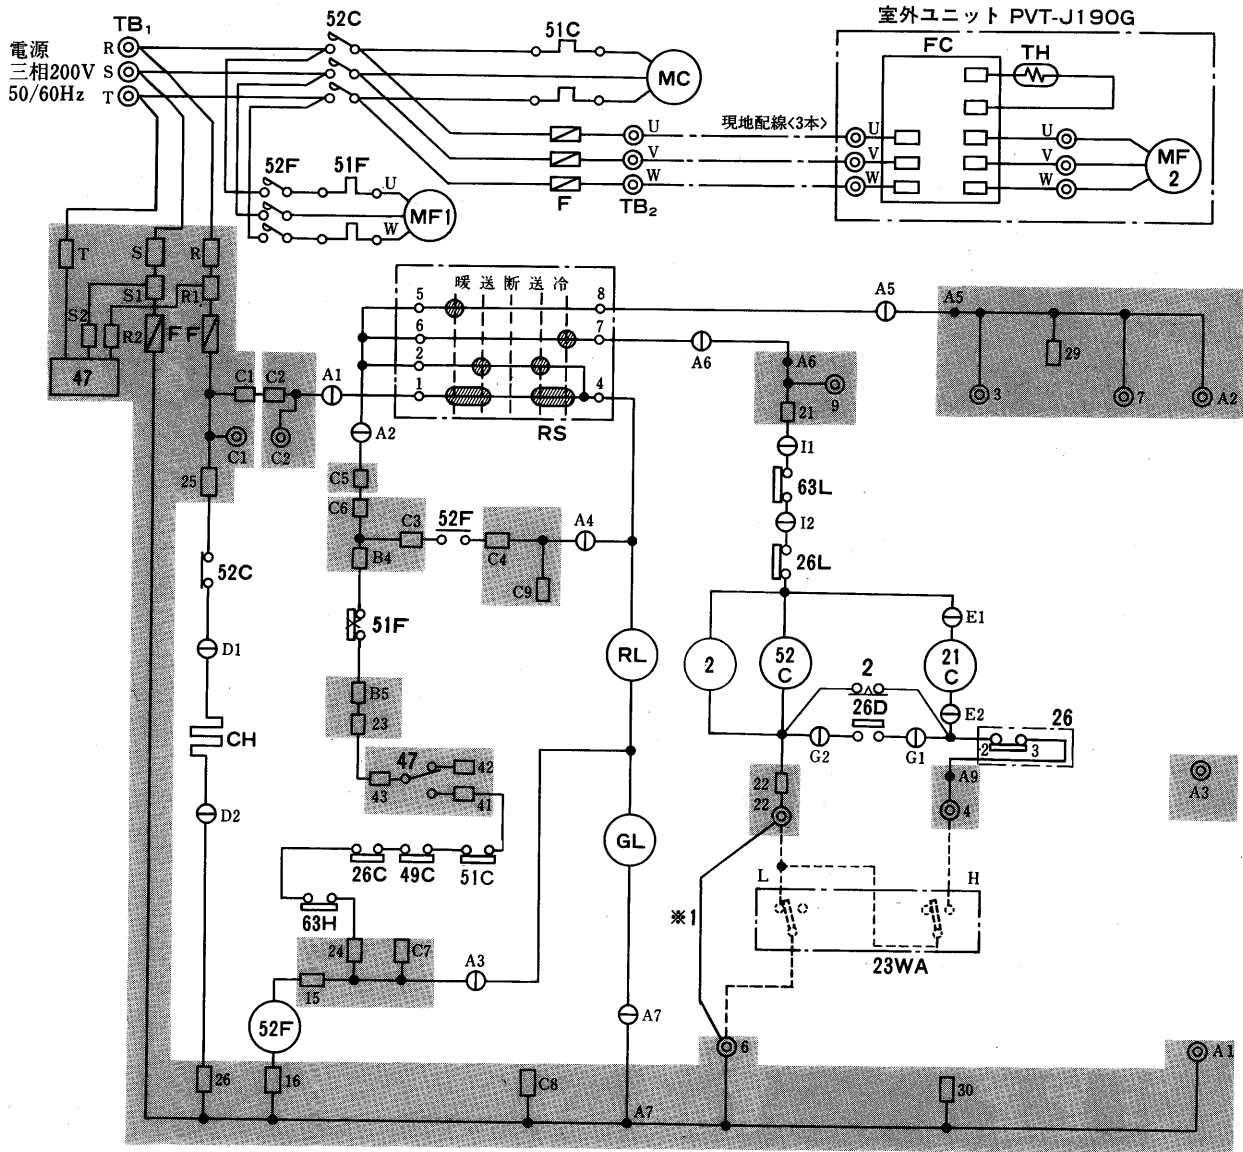 室外ユニット PVT-J190G
TB₁
52C
51C
FC
TH
電源
三相200V
50/60Hz
R
S
T
MC
U
V
W
現地配線<3本>
U
V
W
U
V
W
MF
2
F
TB₂
52F
51F
U
W
MF1
T
S
R
S1
R1
S2
R2
F
F
47
暖 送 断 送 冷
5
8
6
7
2
1
4
RS
A5
A5
A6
A6
3
29
7
A2
9
21
C1
C2
A1
C1
C2
A2
25
C5
C6
C3
52F
C4
A4
B4
C9
I1
63L
I2
26L
52C
51F
D1
RL
2
52
C
21
C
E1
E2
2
26D
G2
G1
26
2
3
B5
23
CH
47
42
43
41
22
22
A9
4
A3
D2
GL
26C
49C
51C
L
H
63H
※1
23WA
24
C7
A3
15
52F
A7
6
A1
26
16
C8
A7
30